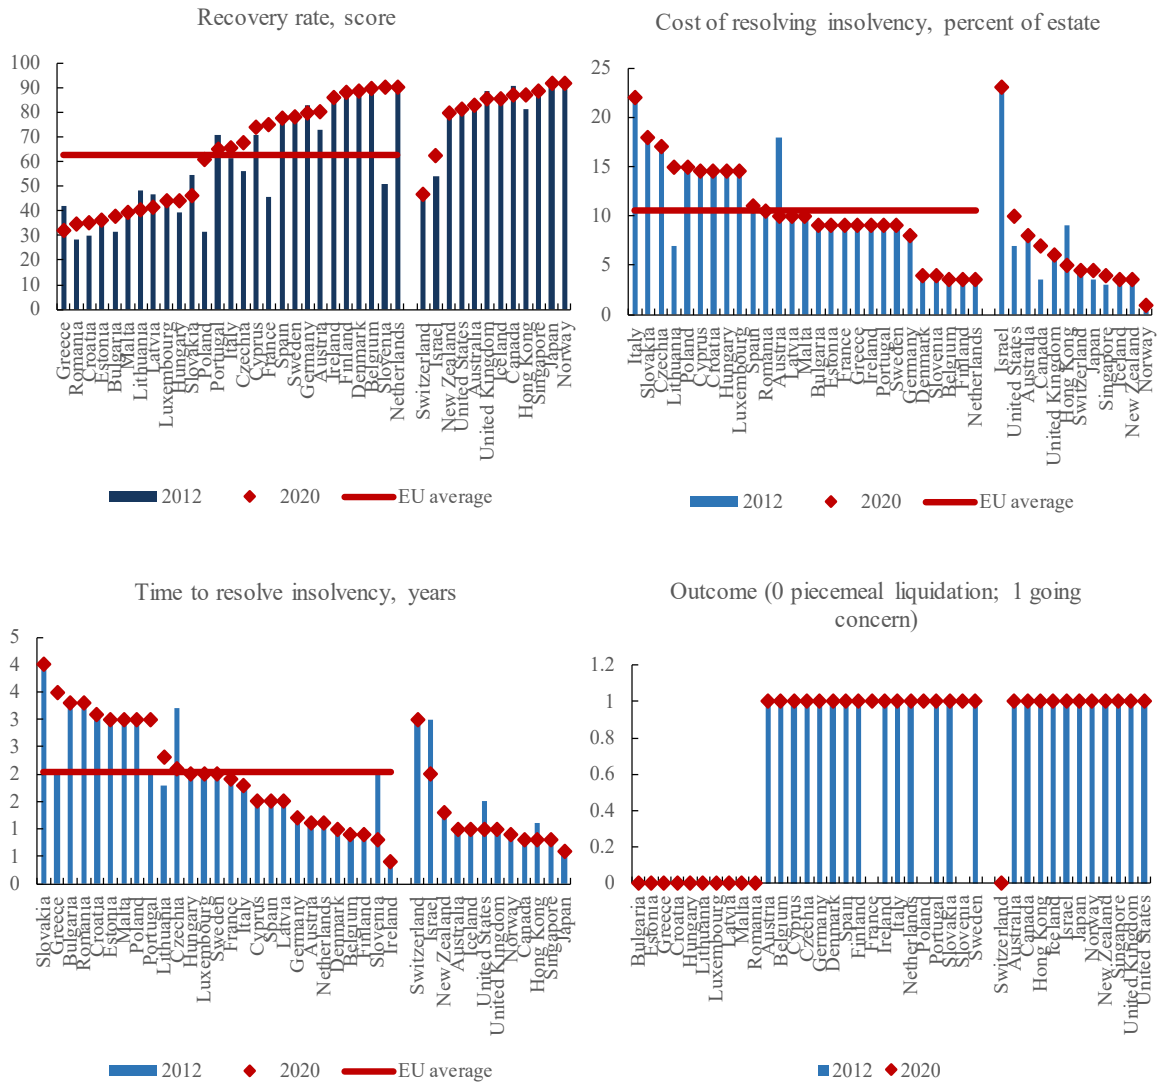 Recovery rate, score
100
90
80
70
60
50
40
30
20
10
0
Greece
Romania
Croatia
Estonia
Bulgaria
Malta
Lithuania
Latvia
Luxembourg
Hungary
Slovakia
Poland
Portugal
Italy
Czechia
Cyprus
France
Spain
Sweden
Germany
Austria
Ireland
Finland
Denmark
Belgium
Slovenia
Netherlands
Switzerland
Israel
New Zealand
United States
Australia
United Kingdom
Iceland
Canada
Hong Kong
Singapore
Japan
Norway
2012 2020 EU average
Cost of resolving insolvency, percent of estate
25
20
15
10
5
0
Italy
Slovakia
Czechia
Lithuania
Poland
Cyprus
Croatia
Hungary
Luxembourg
Spain
Romania
Austria
Latvia
Malta
Bulgaria
Estonia
France
Greece
Ireland
Portugal
Sweden
Germany
Denmark
Slovenia
Belgium
Finland
Netherlands
Israel
United States
Australia
Canada
United Kingdom
Hong Kong
Switzerland
Japan
Singapore
Iceland
New Zealand
Norway
2012 2020 EU average
Time to resolve insolvency, years
5
4
4
3
3
2
2
1
1
0
Slovakia
Greece
Bulgaria
Romania
Croatia
Estonia
Malta
Poland
Portugal
Lithuania
Czechia
Hungary
Luxembourg
Sweden
France
Italy
Cyprus
Spain
Latvia
Germany
Austria
Netherlands
Denmark
Belgium
Finland
Slovenia
Ireland
Switzerland
Israel
New Zealand
Australia
Iceland
United States
United Kingdom
Norway
Canada
Hong Kong
Singapore
Japan
2012 2020 EU average
Outcome (0 piecemeal liquidation; 1 going
concern)
1.2
1
0.8
0.6
0.4
0.2
0
Bulgaria
Estonia
Greece
Croatia
Hungary
Lithuania
Luxembourg
Latvia
Malta
Romania
Austria
Belgium
Cyprus
Czechia
Germany
Denmark
Spain
Finland
France
Ireland
Italy
Netherlands
Poland
Portugal
Slovakia
Slovenia
Sweden
Switzerland
Australia
Canada
Hong Kong
Iceland
Israel
Japan
Norway
New Zealand
Singapore
United Kingdom
United States
2012 2020